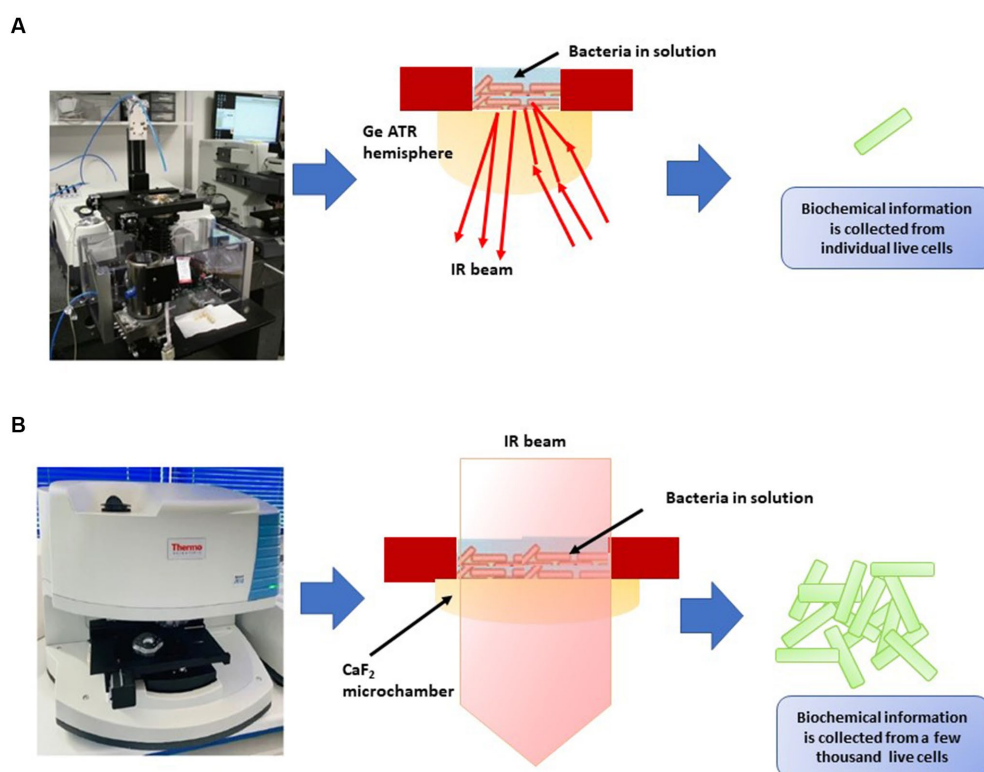 A
Bacteria in solution
Ge ATR
hemisphere
IR beam
Biochemical information
is collected from
individual live cells
B
IR beam
Bacteria in solution
Thermo
CaF₂
microchamber
Biochemical information
is collected from a few
thousand live cells